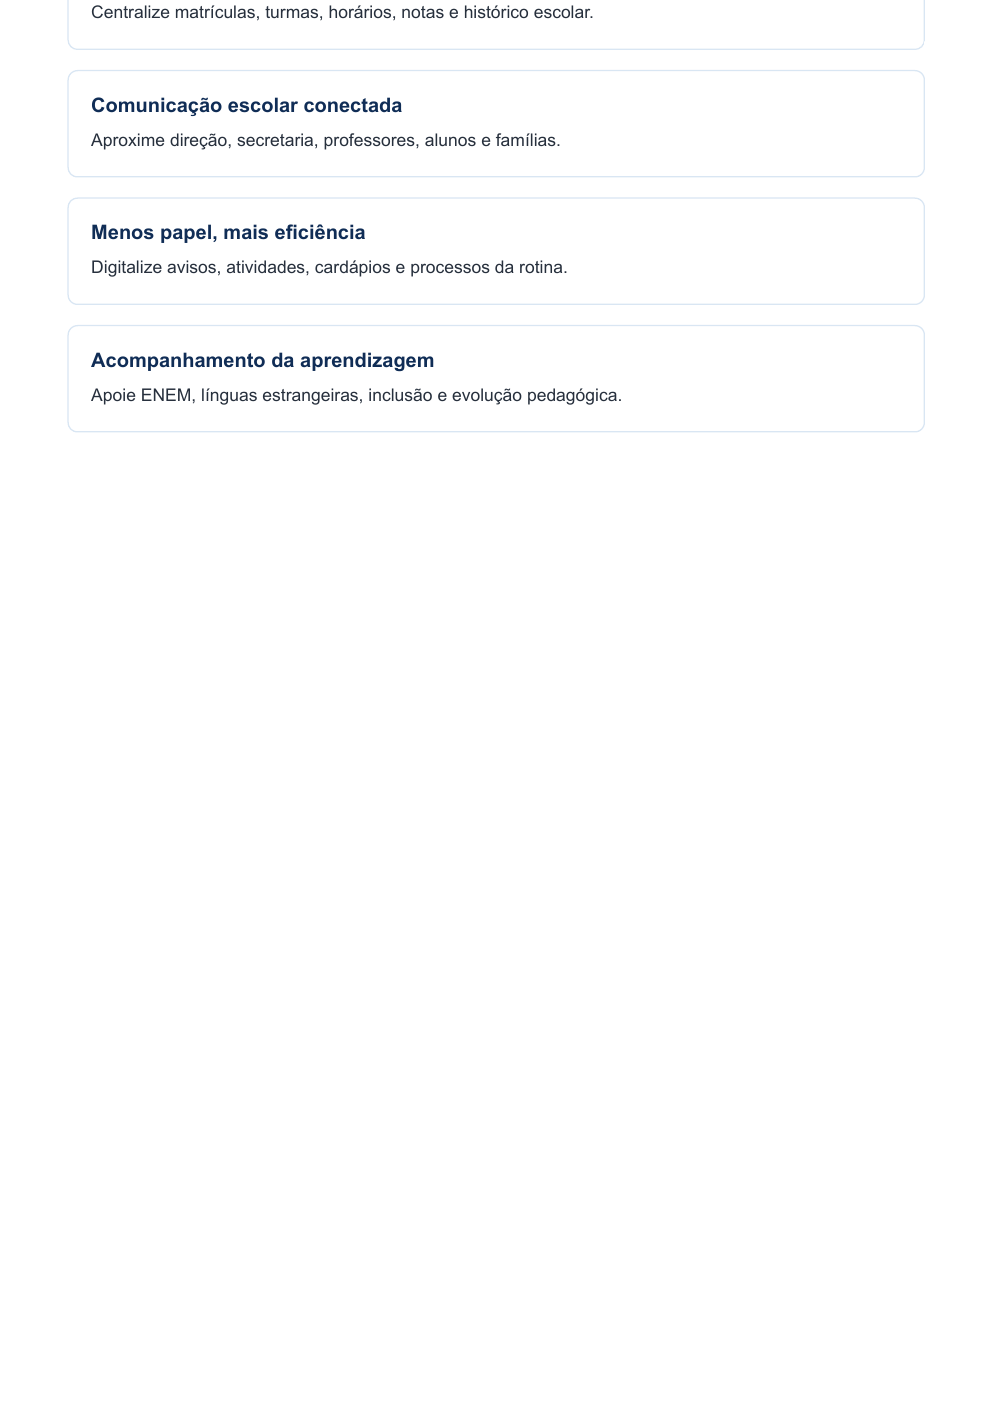 Centralize matrículas, turmas, horários, notas e histórico escolar.
Comunicação escolar conectada
Aproxime direção, secretaria, professores, alunos e famílias.
Menos papel, mais eficiência
Digitalize avisos, atividades, cardápios e processos da rotina.
Acompanhamento da aprendizagem
Apoie ENEM, línguas estrangeiras, inclusão e evolução pedagógica.